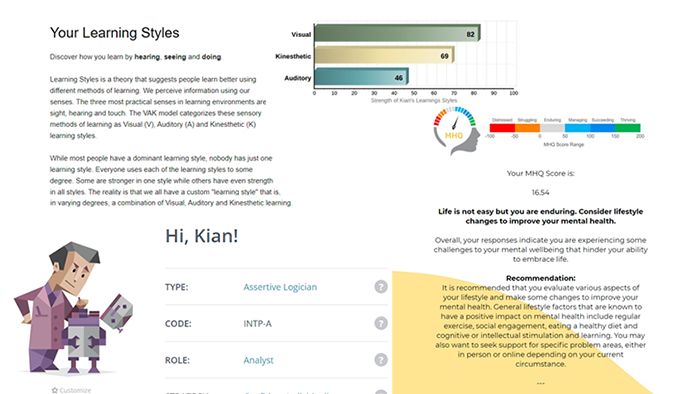 Your Learning Styles
Discover how you learn by hearing, seeing and doing
Learning Styles is a theory that suggests people learn better using
different methods of learning. We perceive information using our
senses. The three most practical senses in learning environments are
sight, hearing and touch. The VAK model categorizes these sensory
methods of learning as Visual (V), Auditory (A) and Kinesthetic (K)
learning styles.
While most people have a dominant learning style, nobody has just one
learning style. Everyone uses each of the learning styles to some
degree. Some are stronger in one style while others have even strength
in all styles. The reality is that we all have a custom "learning style" that is,
in varying degrees, a combination of Visual, Auditory and Kinesthetic learning.
Visual 82
Kinesthetic 69
Auditory 46
0 10 20 30 40 50 60 70 80 90 100
Strength of Kian's Learnings Styles
MHQ
Distressed Struggling Enduring Managing Succeeding Thriving
-100 -50 0 50 100 150 200
MHQ Score Range
Your MHQ Score is:
16.54
Life is not easy but you are enduring. Consider lifestyle
changes to improve your mental health.
Overall, your responses indicate you are experiencing some
challenges to your mental wellbeing that hinder your ability
to embrace life.
Recommendation:
It is recommended that you evaluate various aspects of
your lifestyle and make some changes to improve your
mental health. General lifestyle factors that are known to
have a positive impact on mental health include regular
exercise, social engagement, eating a healthy diet and
cognitive or intellectual stimulation and learning. You may
also want to seek support for specific problem areas, either
in person or online depending on your current
circumstance.
---
Hi, Kian!
TYPE: Assertive Logician ?
CODE: INTP-A ?
ROLE: Analyst ?
Customize